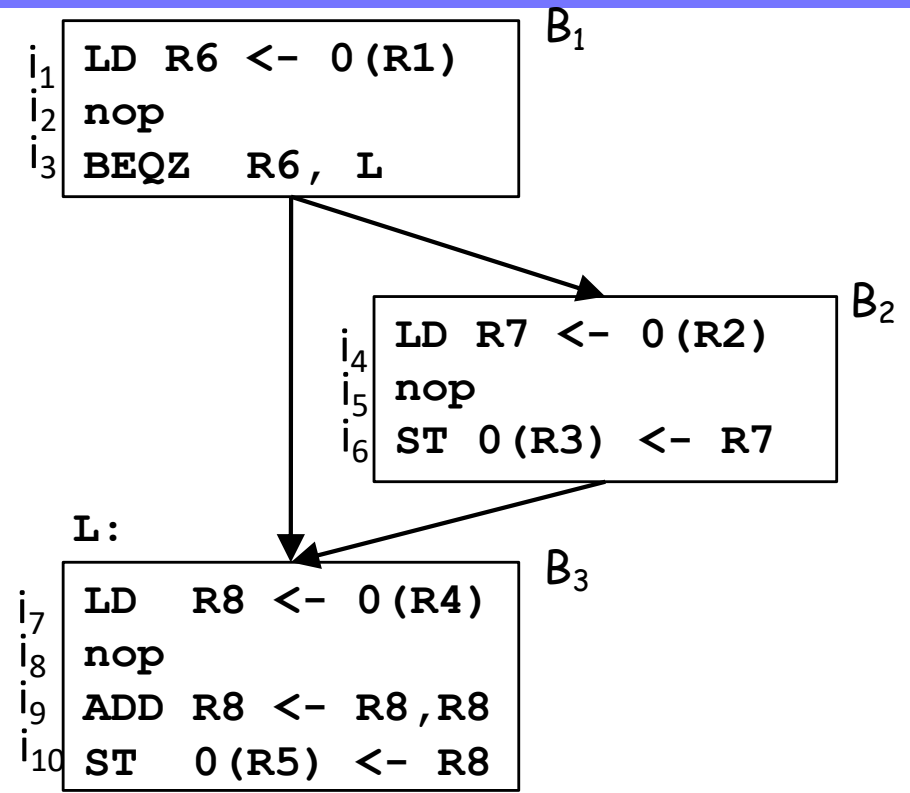 B₁
i₁ LD R6 <- 0(R1)
i₂ nop
i₃ BEQZ R6, L
B₂
i₄ LD R7 <- 0(R2)
i₅ nop
i₆ ST 0(R3) <- R7
L:
B₃
i₇ LD R8 <- 0(R4)
i₈ nop
i₉ ADD R8 <- R8,R8
i₁₀ ST 0(R5) <- R8